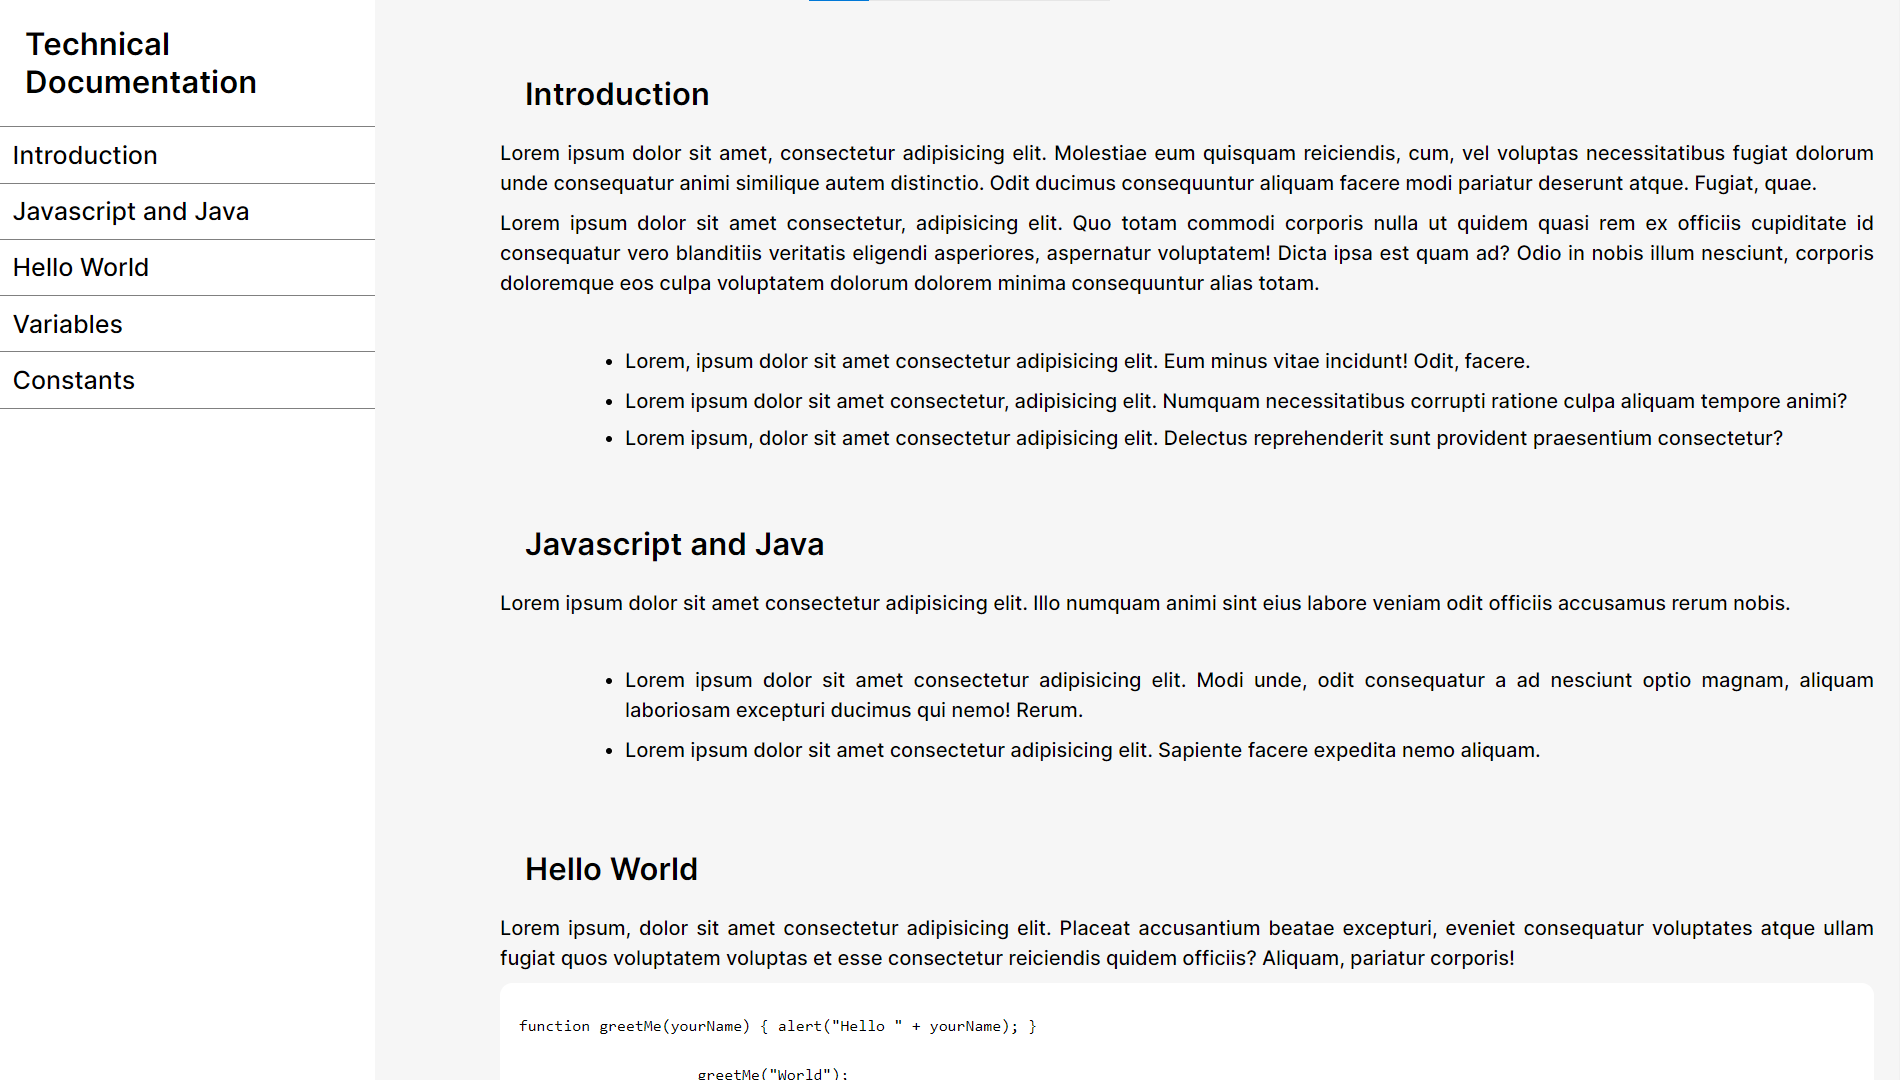 Technical
Documentation
Introduction
Javascript and Java
Hello World
Variables
Constants
Introduction
Lorem ipsum dolor sit amet, consectetur adipisicing elit. Molestiae eum quisquam reiciendis, cum, vel voluptas necessitatibus fugiat dolorum
unde consequatur animi similique autem distinctio. Odit ducimus consequuntur aliquam facere modi pariatur deserunt atque. Fugiat, quae.
Lorem ipsum dolor sit amet consectetur, adipisicing elit. Quo totam commodi corporis nulla ut quidem quasi rem ex officiis cupiditate id
consequatur vero blanditiis veritatis eligendi asperiores, aspernatur voluptatem! Dicta ipsa est quam ad? Odio in nobis illum nesciunt, corporis
doloremque eos culpa voluptatem dolorum dolorem minima consequuntur alias totam.
• Lorem, ipsum dolor sit amet consectetur adipisicing elit. Eum minus vitae incidunt! Odit, facere.
• Lorem ipsum dolor sit amet consectetur, adipisicing elit. Numquam necessitatibus corrupti ratione culpa aliquam tempore animi?
• Lorem ipsum, dolor sit amet consectetur adipisicing elit. Delectus reprehenderit sunt provident praesentium consectetur?
Javascript and Java
Lorem ipsum dolor sit amet consectetur adipisicing elit. Illo numquam animi sint eius labore veniam odit officiis accusamus rerum nobis.
• Lorem ipsum dolor sit amet consectetur adipisicing elit. Modi unde, odit consequatur a ad nesciunt optio magnam, aliquam
laboriosam excepturi ducimus qui nemo! Rerum.
• Lorem ipsum dolor sit amet consectetur adipisicing elit. Sapiente facere expedita nemo aliquam.
Hello World
Lorem ipsum, dolor sit amet consectetur adipisicing elit. Placeat accusantium beatae excepturi, eveniet consequatur voluptates atque ullam
fugiat quos voluptatem voluptas et esse consectetur reiciendis quidem officiis? Aliquam, pariatur corporis!
function greetMe(yourName) { alert("Hello " + yourName); }
greetMe("World");